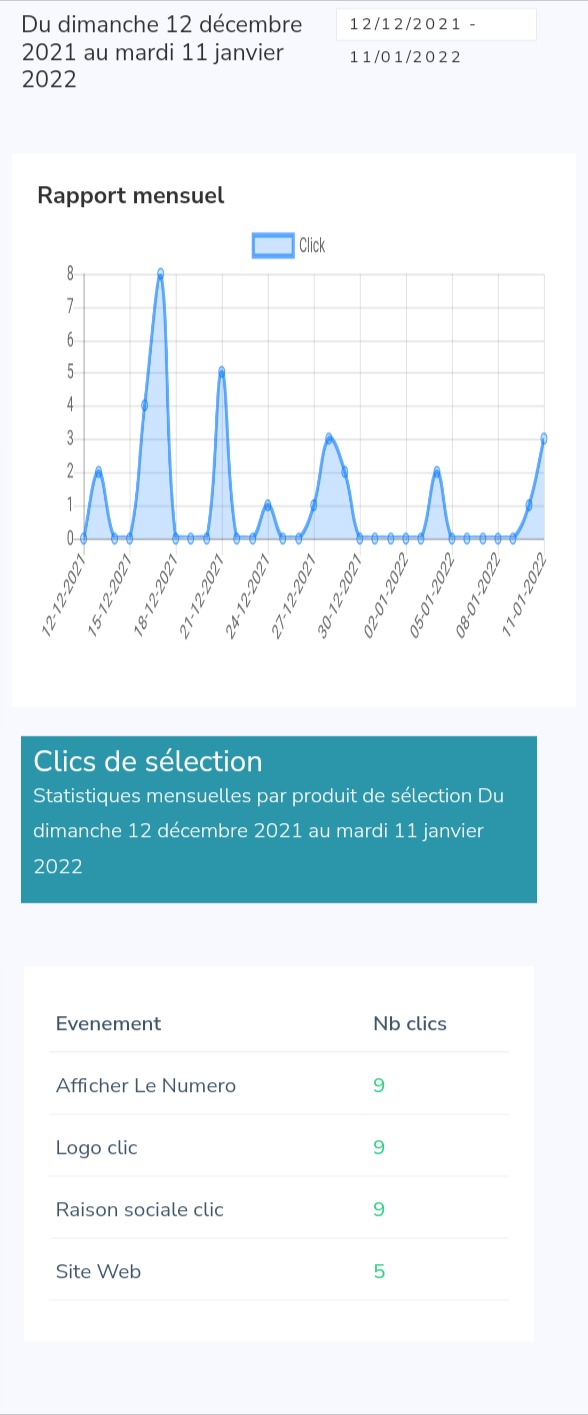 Du dimanche 12 décembre
2021 au mardi 11 janvier
2022
12/12/2021 -
11/01/2022
Rapport mensuel
Click
8
7
6
5
4
3
2
1
0
12-12-2021
15-12-2021
18-12-2021
21-12-2021
24-12-2021
27-12-2021
30-12-2021
02-01-2022
05-01-2022
08-01-2022
11-01-2022
Clics de sélection
Statistiques mensuelles par produit de sélection Du
dimanche 12 décembre 2021 au mardi 11 janvier
2022
Evenement Nb clics
Afficher Le Numero 9
Logo clic 9
Raison sociale clic 9
Site Web 5